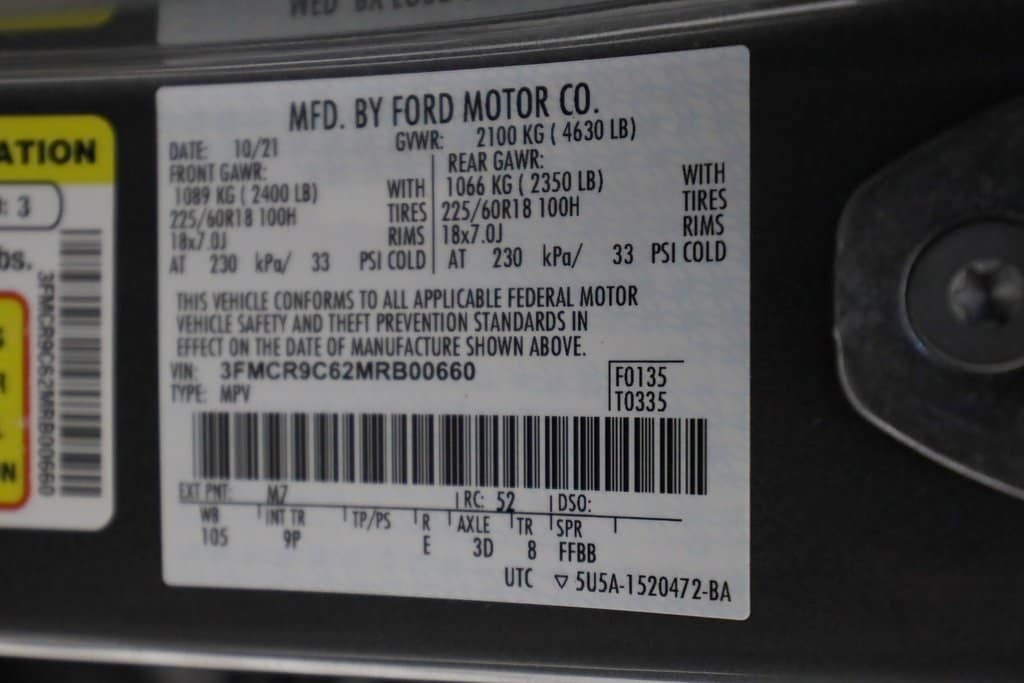 MFD. BY FORD MOTOR CO.
DATE: 10/21 GVWR: 2100 KG ( 4630 LB)
FRONT GAWR: REAR GAWR:
1089 KG ( 2400 LB) WITH 1066 KG ( 2350 LB) WITH
225/60R18 100H TIRES 225/60R18 100H TIRES
18x7.0J RIMS 18x7.0J RIMS
AT 230 kPa/ 33 PSI COLD AT 230 kPa/ 33 PSI COLD
THIS VEHICLE CONFORMS TO ALL APPLICABLE FEDERAL MOTOR
VEHICLE SAFETY AND THEFT PREVENTION STANDARDS IN
EFFECT ON THE DATE OF MANUFACTURE SHOWN ABOVE.
VIN: 3FMCR9C62MRB00660 F0135
TYPE: MPV T0335
EXT PNT: M7 RC: 52 DSO:
WB INT TR TP/PS R AXLE TR SPR
105 9P E 3D 8 FFBB
UTC ▽ 5U5A-1520472-BA
ATION
: 3
bs.
3FMCR9C62MRB00660